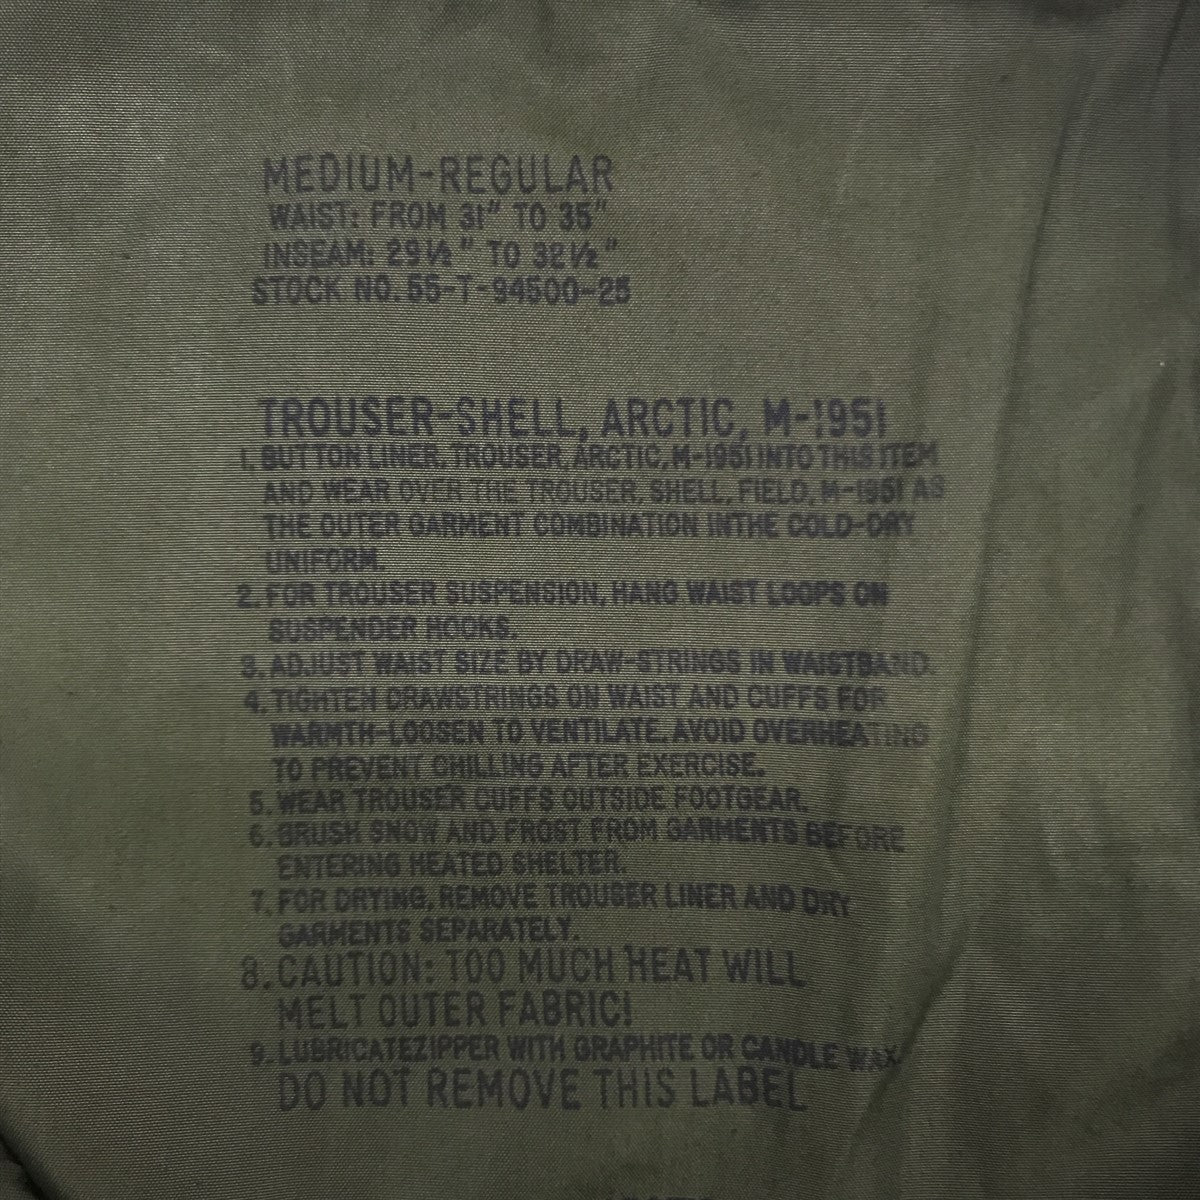 MEDIUM-REGULAR
WAIST: FROM 31" TO 35"
INSEAM: 29½" TO 32½"
STOCK NO. 55-T-94500-25
TROUSER-SHELL, ARCTIC, M-1951
1. BUTTON LINER, TROUSER, ARCTIC, M-1951 INTO THIS ITEM
AND WEAR OVER THE TROUSER, SHELL, FIELD, M-1951 AS
THE OUTER GARMENT COMBINATION INTHE COLD-DRY
UNIFORM.
2. FOR TROUSER SUSPENSION, HANG WAIST LOOPS ON
SUSPENDER HOOKS.
3. ADJUST WAIST SIZE BY DRAW-STRINGS IN WAISTBAND.
4. TIGHTEN DRAWSTRINGS ON WAIST AND CUFFS FOR
WARMTH-LOOSEN TO VENTILATE. AVOID OVERHEATING
TO PREVENT CHILLING AFTER EXERCISE.
5. WEAR TROUSER CUFFS OUTSIDE FOOTGEAR.
6. BRUSH SNOW AND FROST FROM GARMENTS BEFORE
ENTERING HEATED SHELTER.
7. FOR DRYING, REMOVE TROUSER LINER AND DRY
GARMENTS SEPARATELY.
8. CAUTION: TOO MUCH HEAT WILL
MELT OUTER FABRIC!
9. LUBRICATEZIPPER WITH GRAPHITE OR CANDLE WAX
DO NOT REMOVE THIS LABEL